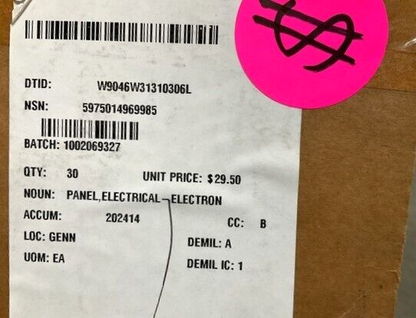 $
DTID: W9046W31310306L
NSN: 5975014969985
BATCH: 1002069327
QTY: 30 UNIT PRICE: $29.50
NOUN: PANEL,ELECTRICAL-ELECTRON
ACCUM: 202414 CC: B
LOC: GENN DEMIL: A
UOM: EA DEMIL IC: 1